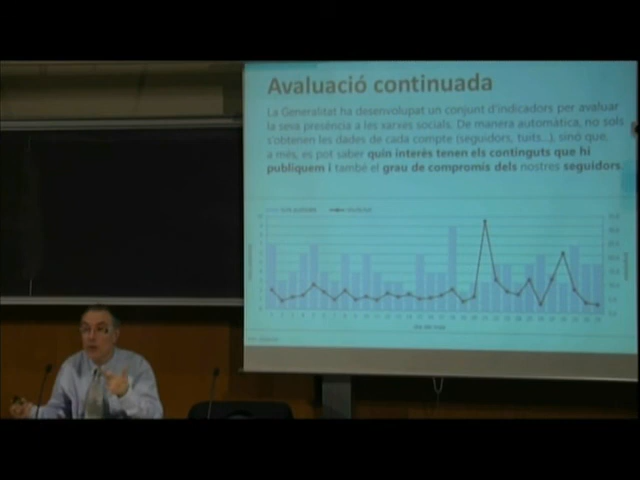 Avaluació continuada
La Generalitat ha desenvolupat un conjunt d'indicadors per avaluar
la seva presència a les xarxes socials. De manera automàtica, no sols
s'obtenen les dades de cada compte (seguidors, tuits...), sinó que,
a més, es pot saber quin interès tenen els continguts que hi
publiquem i també el grau de compromís dels nostres seguidors